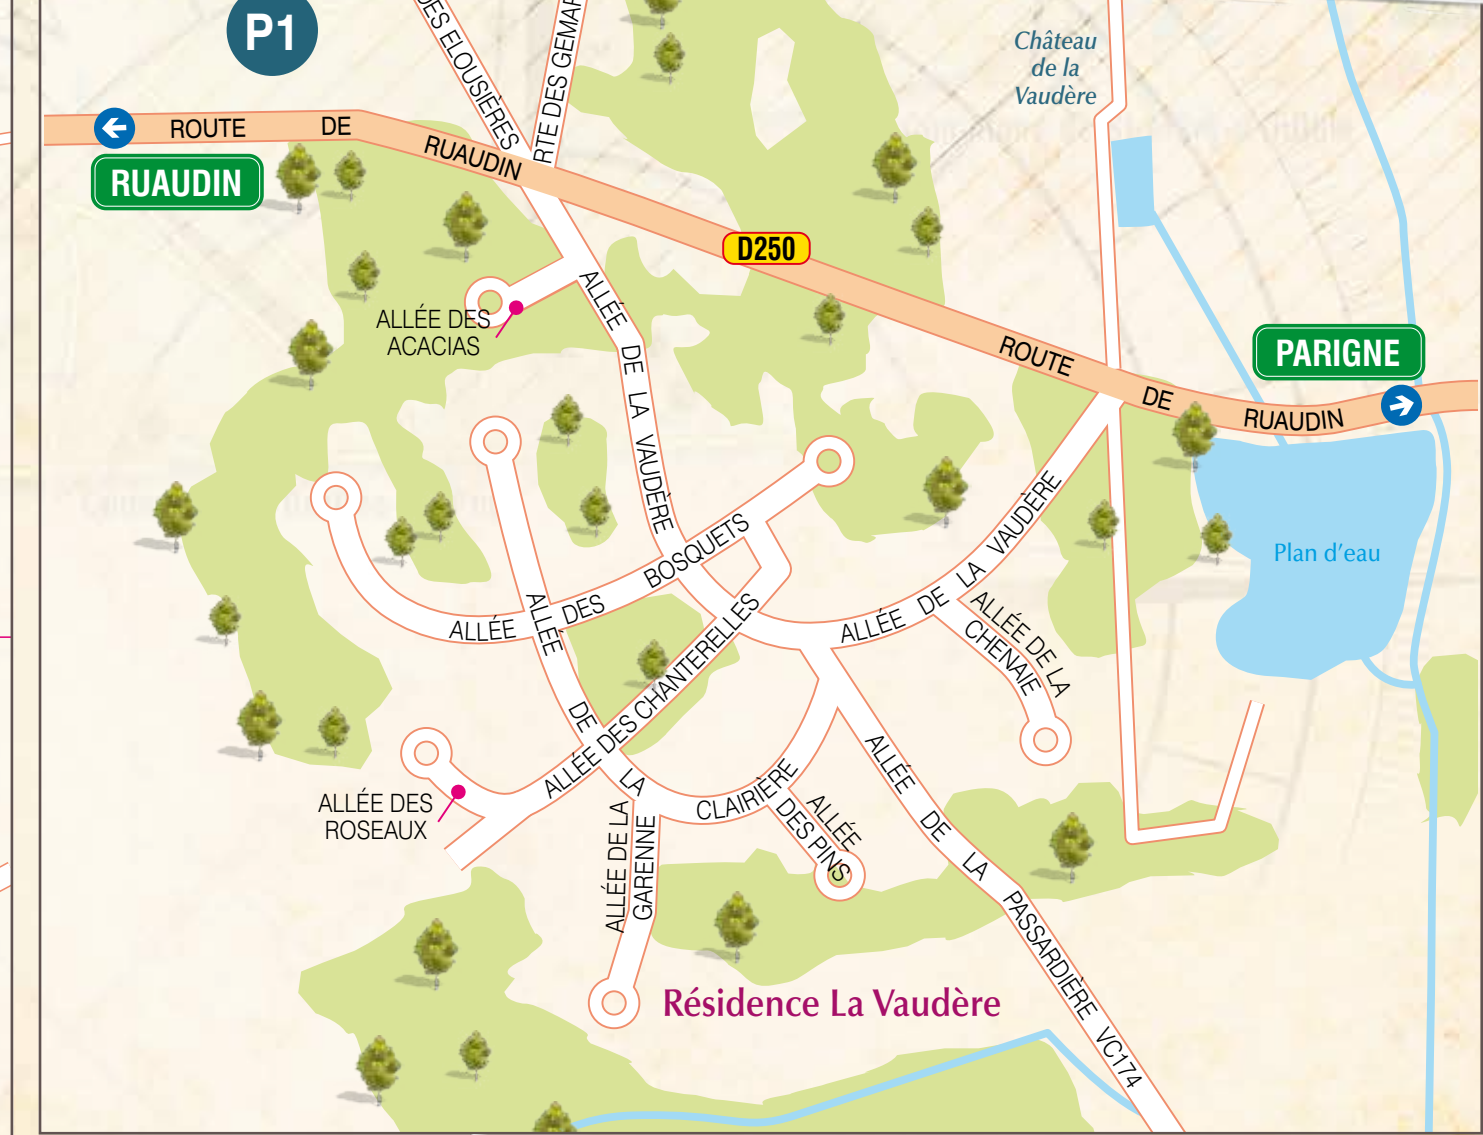 P1
DES ELOUSIÈRES
RTE DES GEMAR
Château
de la
Vaudère
ROUTE DE RUAUDIN
RUAUDIN
D250
ALLÉE DES
ACACIAS
ALLÉE DE LA VAUDÈRE
ROUTE DE RUAUDIN
PARIGNE
Plan d'eau
ALLÉE DES BOSQUETS
ALLÉE DE LA VAUDÈRE
ALLÉE DE LA
CHENAIE
ALLÉE DES CHANTERELLES
ALLÉE DE LA CLAIRIÈRE
ALLÉE DES
ROSEAUX
ALLÉE DE LA
GARENNE
ALLÉE
DES PINS
ALLÉE DE LA PASSARDIÈRE VC174
Résidence La Vaudère